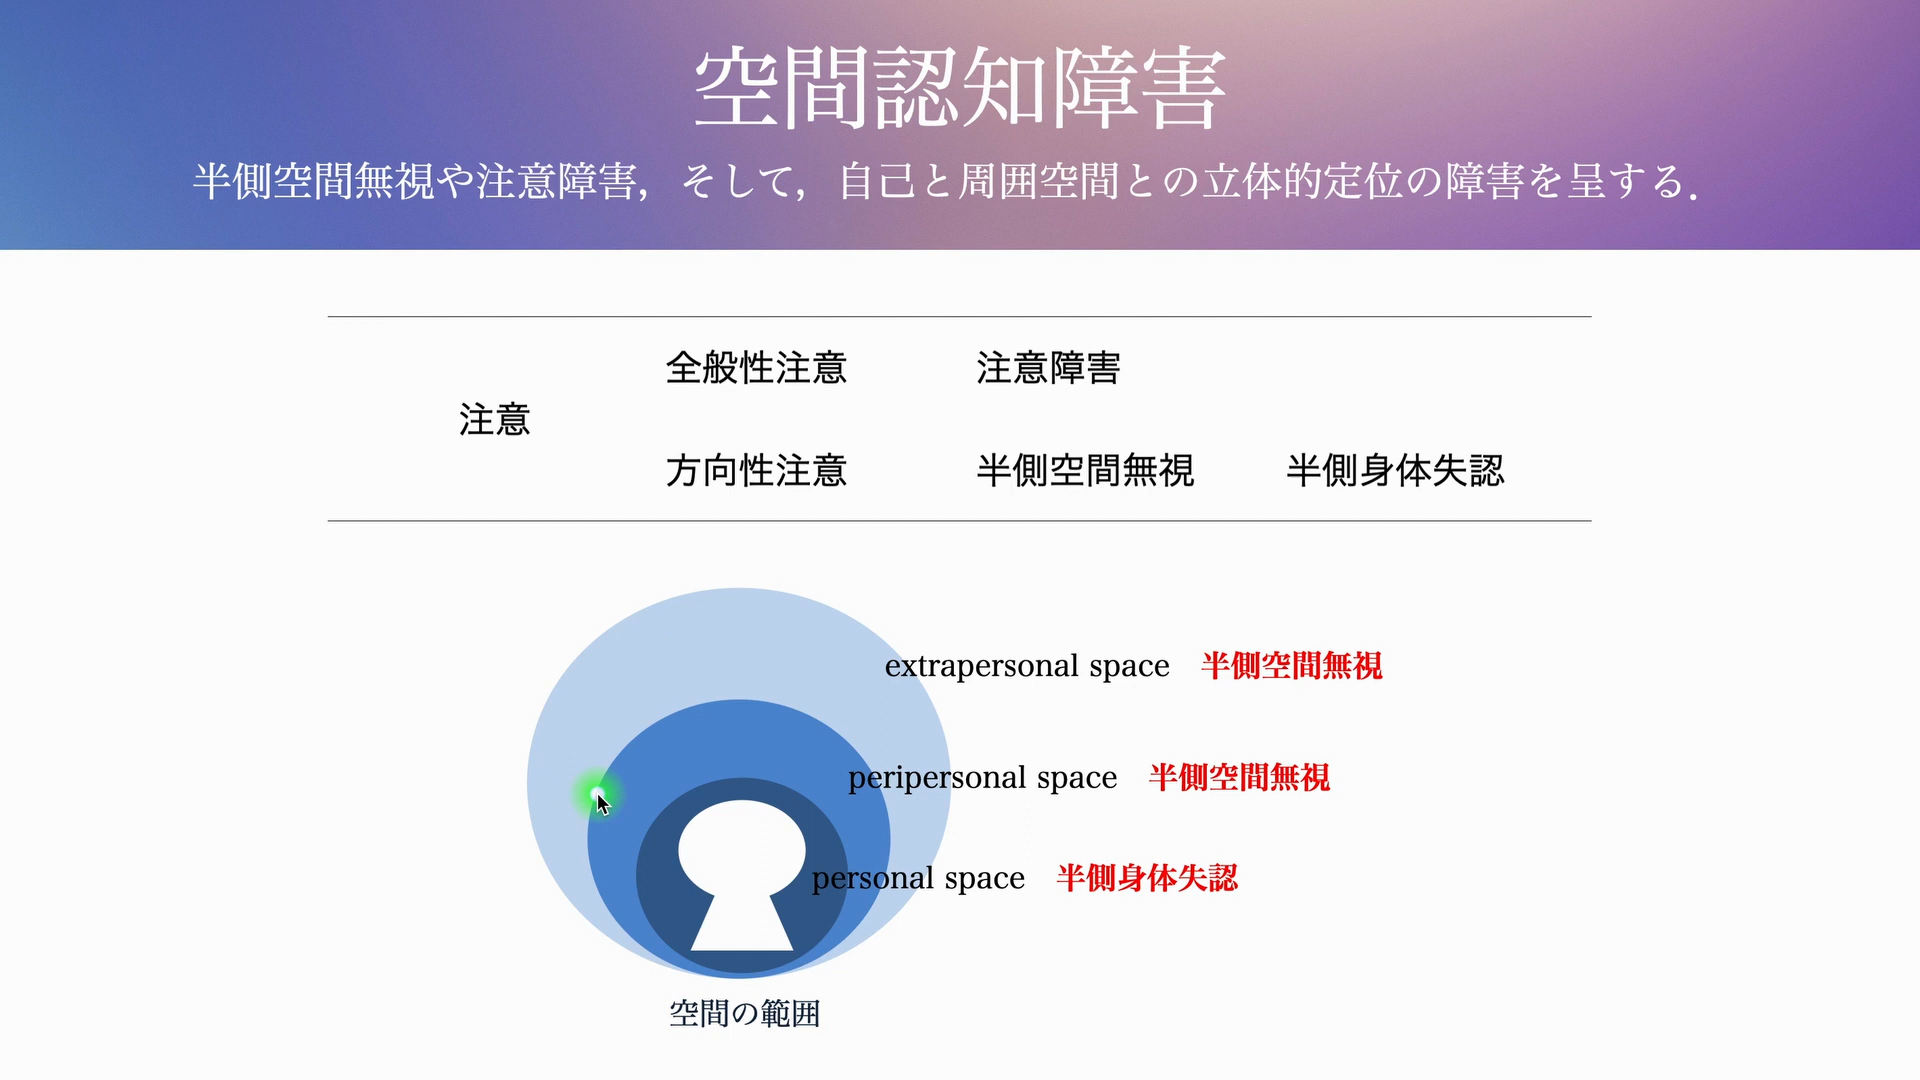 空間認知障害
半側空間無視や注意障害，そして，自己と周囲空間との立体的定位の障害を呈する．
全般性注意 注意障害
注意
方向性注意 半側空間無視 半側身体失認
extrapersonal space 半側空間無視
peripersonal space 半側空間無視
personal space 半側身体失認
空間の範囲